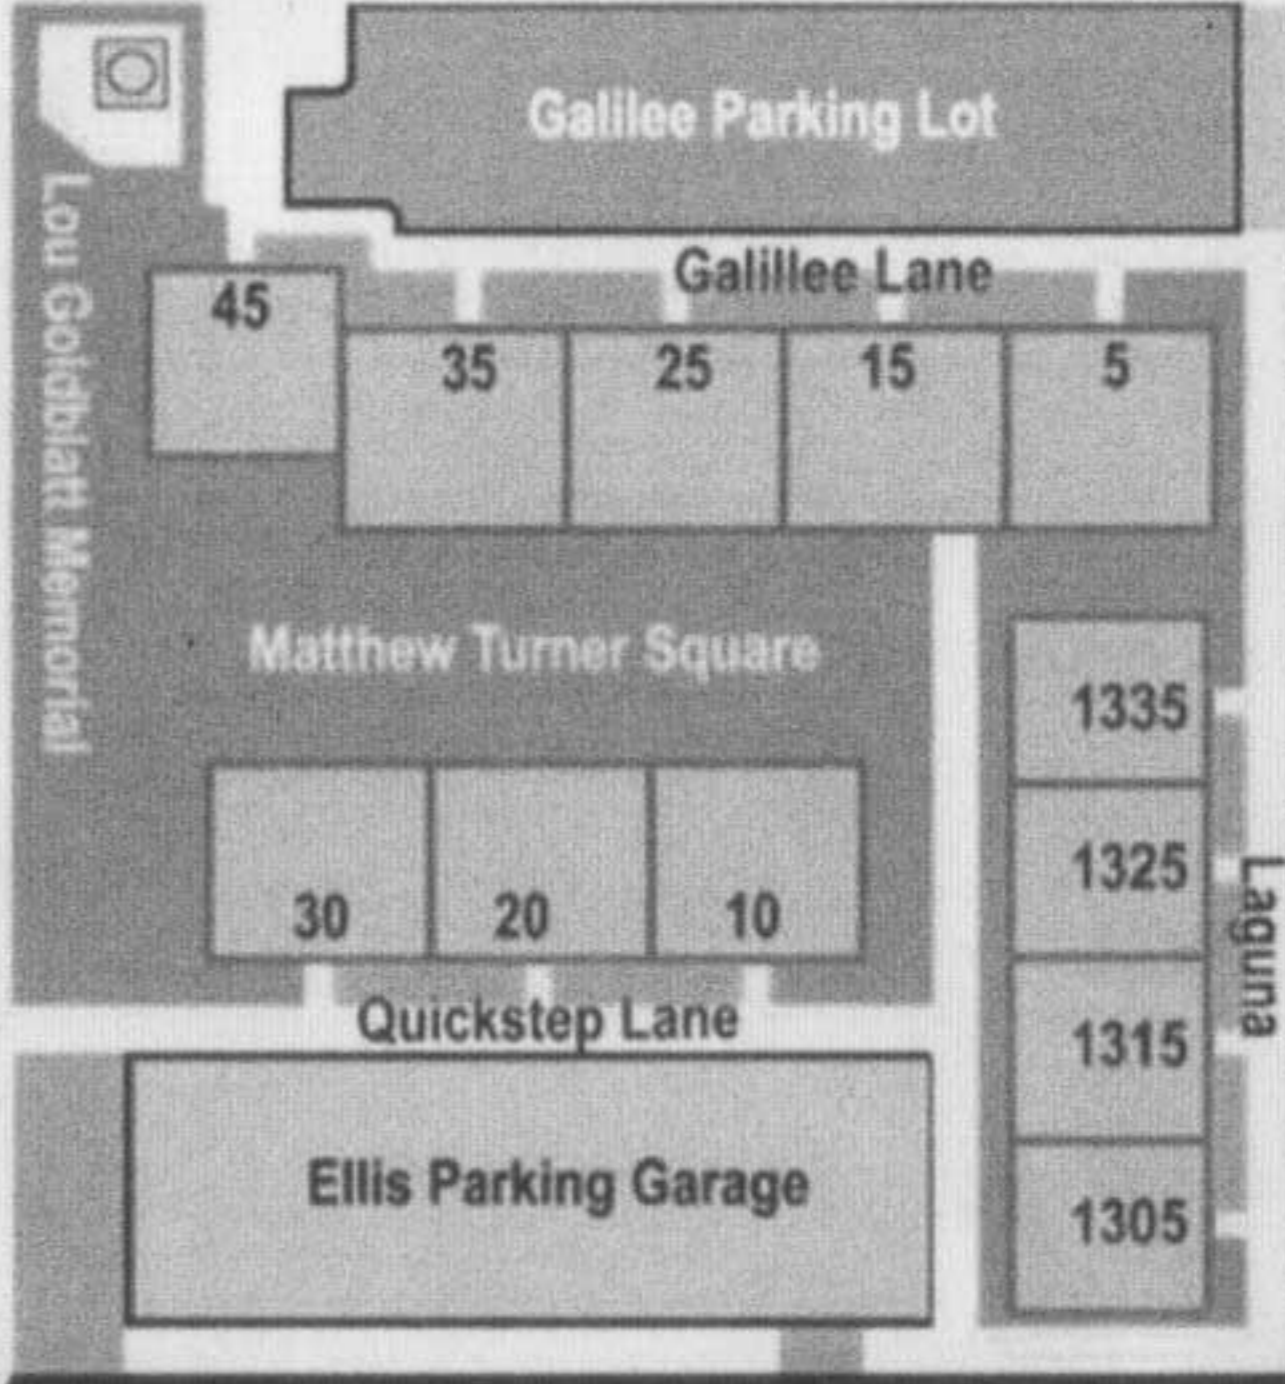 Galilee Parking Lot
Lou Goldblatt Memorial
Galillee Lane
45
35
25
15
5
Matthew Turner Square
1335
1325
1315
1305
Laguna
30
20
10
Quickstep Lane
Ellis Parking Garage